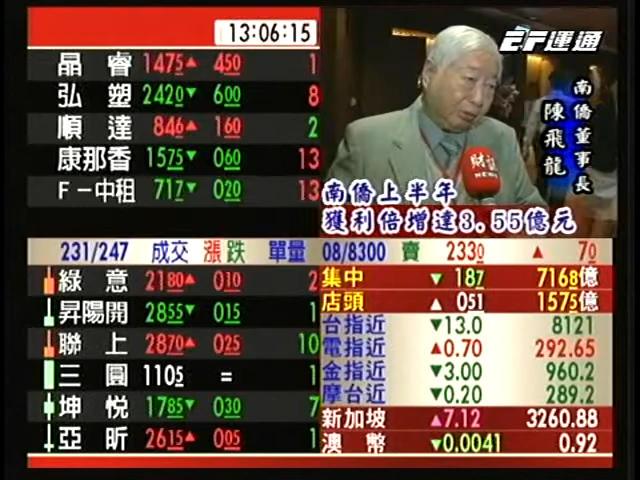 13:06:15
EF運通
晶睿 1475▲ 450 1
弘塑 2420▼ 600 8
順達 846▲ 160 2
康那香 1575▼ 060 13
F－中租 717▼ 020 13
南僑董事長
陳飛龍
財訊
NEWS
南僑上半年
獲利倍增達3.55億元
231/247 成交 漲跌 單量 08/8300 賣 2330 ▲ 70
綠意 2180▲ 010 2
昇陽開 2855▼ 015 1
聯上 2870▲ 025 10
三圓 1105 = 1
坤悅 1785▼ 030 7
亞昕 2615▲ 005 1
集中 ▼ 187 7168億
店頭 ▲ 051 1575億
台指近 ▼13.0 8121
電指近 ▲0.70 292.65
金指近 ▼3.00 960.2
摩台近 ▼0.20 289.2
新加坡 ▲7.12 3260.88
澳幣 ▼0.0041 0.92